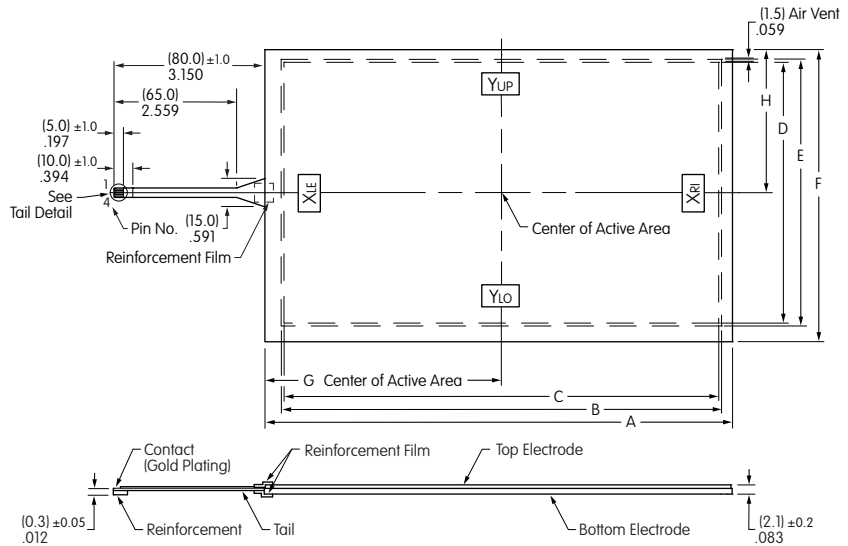 (1.5) Air Vent
.059
(80.0) ±1.0
3.150
(65.0)
2.559
(5.0) ±1.0
.197
(10.0) ±1.0
.394
1
See
Tail Detail
4
Pin No.
(15.0)
.591
Reinforcement Film
YUP
XLE
XRI
YLO
Center of Active Area
H
D
E
F
G Center of Active Area
C
B
A
Contact
(Gold Plating)
Reinforcement Film
Top Electrode
(0.3) ±0.05
.012
Reinforcement
Tail
Bottom Electrode
(2.1) ±0.2
.083